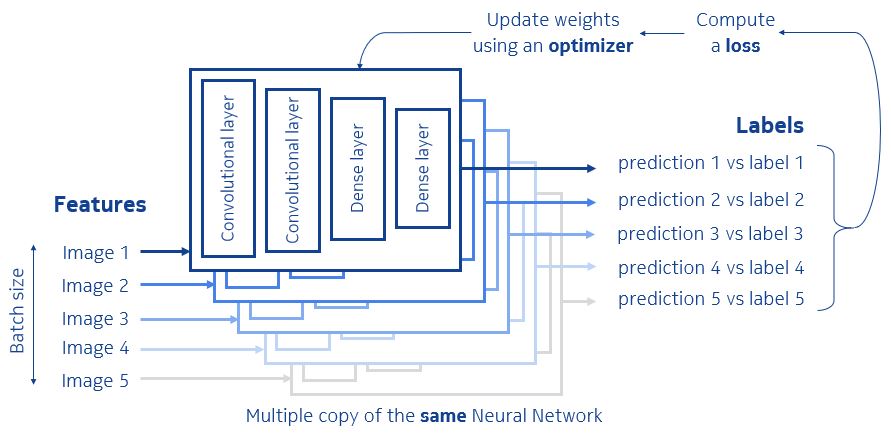 Update weights
using an optimizer
Compute
a loss
Convolutional layer
Convolutional layer
Dense layer
Dense layer
Labels
prediction 1 vs label 1
prediction 2 vs label 2
prediction 3 vs label 3
prediction 4 vs label 4
prediction 5 vs label 5
Features
Batch size
Image 1
Image 2
Image 3
Image 4
Image 5
Multiple copy of the same Neural Network